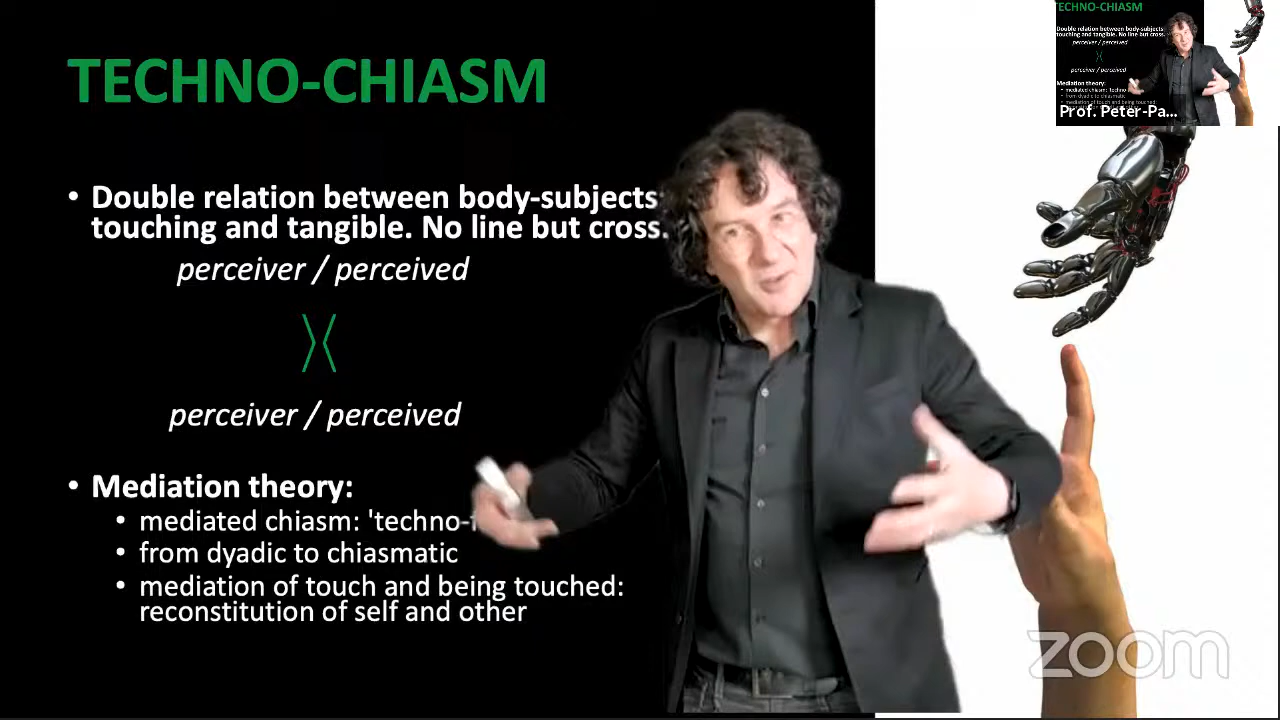 TECHNO-CHIASM
• Double relation between body-subjects:
touching and tangible. No line but cross.
perceiver / perceived
perceiver / perceived
• Mediation theory:
• mediated chiasm: 'techno-
• from dyadic to chiasmatic
• mediation of touch and being touched:
reconstitution of self and other
TECHNO-CHIASM
Double relation between body-subjects
touching and tangible. No line but cross.
perceiver / perceived
perceiver / perceived
Mediation theory:
• mediated chiasm: techno
• from dyadic to chiasmatic
• mediation of touch and being touched:
Prof. Peter-Pa...
zoom